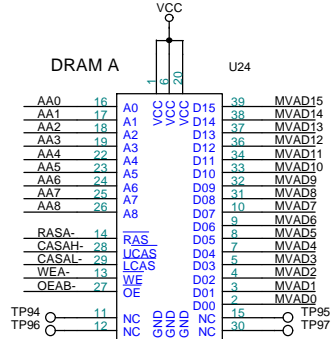 VCC
DRAM A
U24
1 6 20
VCC VCC VCC
AA0 16 A0 D15 39 MVAD15
AA1 17 A1 D14 38 MVAD14
AA2 18 A2 D13 37 MVAD13
AA3 19 A3 D12 36 MVAD12
AA4 22 A4 D11 34 MVAD11
AA5 23 A5 D10 33 MVAD10
AA6 24 A6 D09 32 MVAD9
AA7 25 A7 D08 31 MVAD8
AA8 26 A8 D07 10 MVAD7
D06 9 MVAD6
RASA- 14 RAS D05 8 MVAD5
CASAH- 28 UCAS D04 7 MVAD4
CASAL- 29 LCAS D03 5 MVAD3
WEA- 13 WE D02 4 MVAD2
OEAB- 27 OE D01 3 MVAD1
D00 2 MVAD0
TP94 11 NC NC 15 TP95
TP96 12 NC NC 30 TP97
GND GND GND